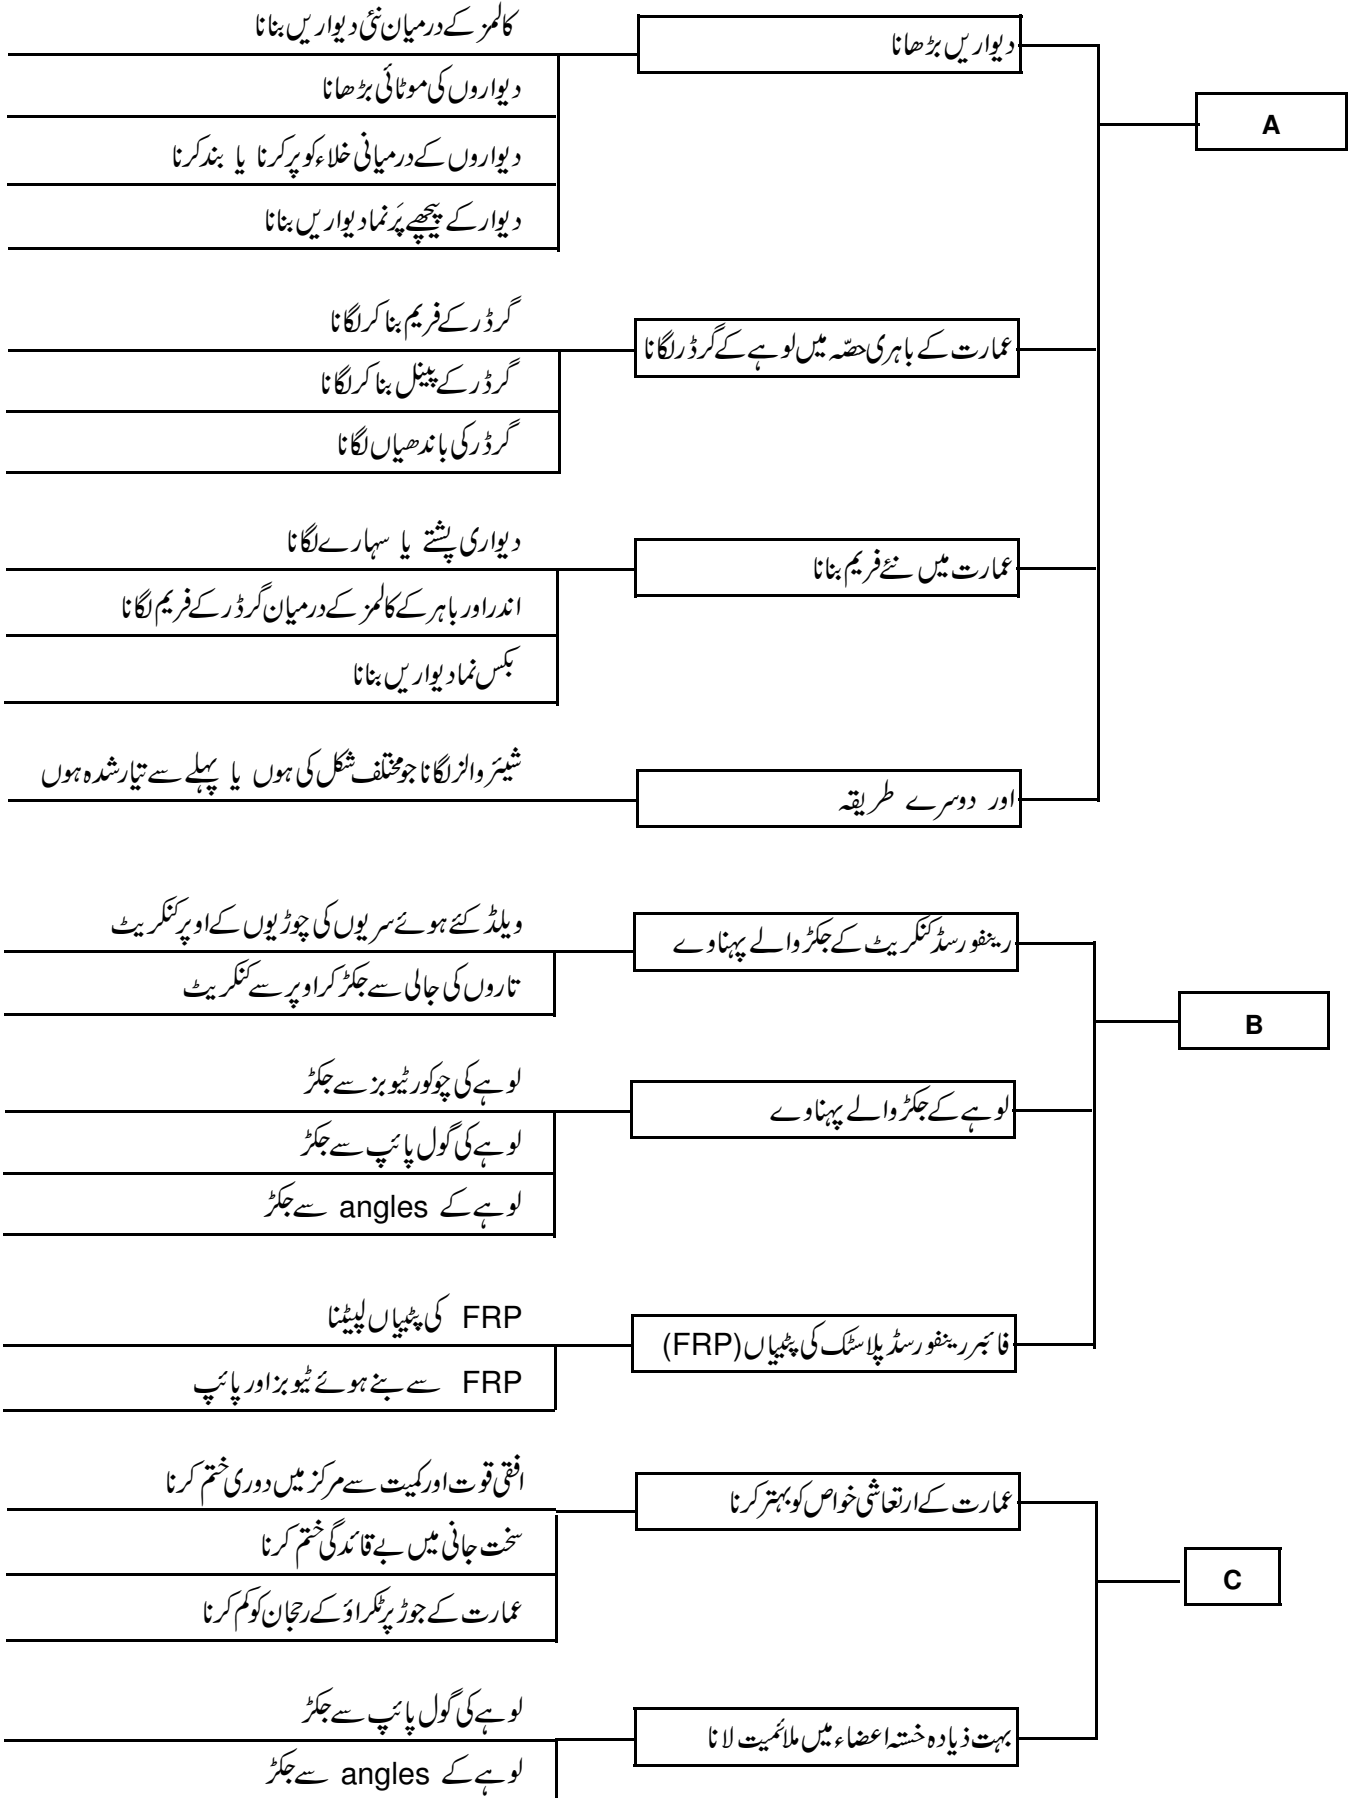 A
دیواریں بڑھانا
کالمز کے درمیان نئی دیواریں بنانا
دیواروں کی موٹائی بڑھانا
دیواروں کے درمیانی خلاء کو پر کرنا یا بند کرنا
دیوار کے پیچھے پَر نما دیواریں بنانا
عمارت کے باہری حصّہ میں لوہے کے گرڈر لگانا
گرڈر کے فریم بنا کر لگانا
گرڈر کے پینل بنا کر لگانا
گرڈر کی باندھیاں لگانا
عمارت میں نئے فریم بنانا
دیواری پشتے یا سہارے لگانا
اندر اور باہر کے کالمز کے درمیان گرڈر کے فریم لگانا
بکس نما دیواریں بنانا
اور دوسرے طریقہ
شیئر والز لگانا جو مختلف شکل کی ہوں یا پہلے سے تیّار شدہ ہوں
B
رینفورسڈ کنکریٹ کے جکڑ والے پہناوے
ویلڈ کئے ہوئے سریوں کی چوڑیوں کے اوپر کنکریٹ
تاروں کی جالی سے جکڑ کر اوپر سے کنکریٹ
لوہے کے جکڑ والے پہناوے
لوہے کی چوکور ٹیوبز سے جکڑ
لوہے کی گول پائپ سے جکڑ
لوہے کے angles سے جکڑ
فائبر رینفورسڈ پلاسٹک کی پٹیاں (FRP)
FRP کی پٹیاں لپیٹنا
FRP سے بنے ہوئے ٹیوبز اور پائپ
C
عمارت کے ارتعاشی خواص کو بہتر کرنا
افقی قوت اور کمیت سے مرکز میں دوری ختم کرنا
سخت جانی میں بے قائدگی ختم کرنا
عمارت کے جوڑ پر ٹکراؤ کے رحجان کو کم کرنا
بہت ذیادہ خستہ اعضاء میں ملائمیت لانا
لوہے کی گول پائپ سے جکڑ
لوہے کے angles سے جکڑ